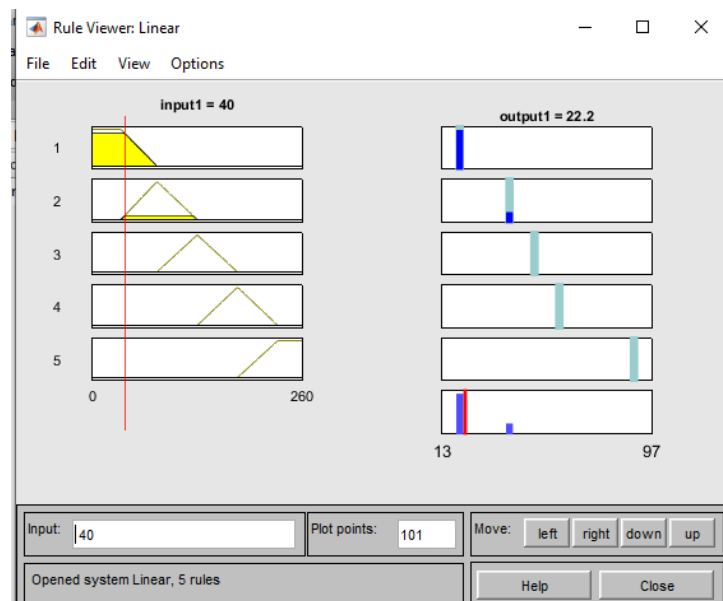 Rule Viewer: Linear
File Edit View Options
input1 = 40
output1 = 22.2
1
2
3
4
5
0 260
13 97
Input: 40
Plot points: 101
Move: left right down up
Opened system Linear, 5 rules
Help Close